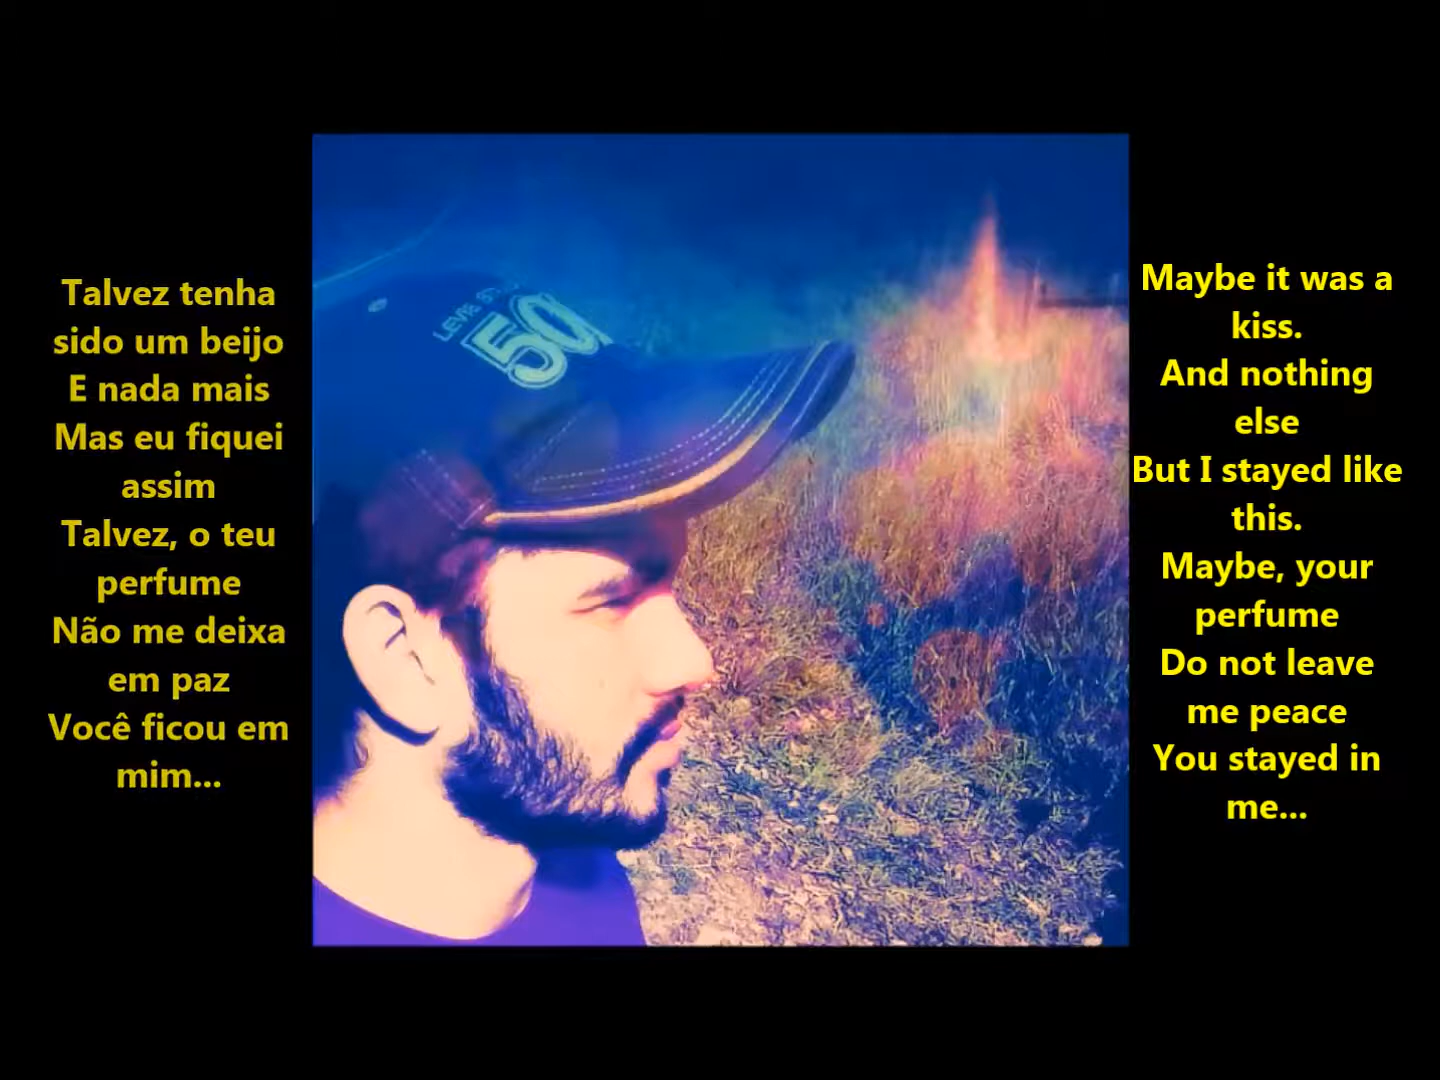 Talvez tenha
sido um beijo
E nada mais
Mas eu fiquei
assim
Talvez, o teu
perfume
Não me deixa
em paz
Você ficou em
mim...
LEVI'S
50
Maybe it was a
kiss.
And nothing
else
But I stayed like
this.
Maybe, your
perfume
Do not leave
me peace
You stayed in
me...